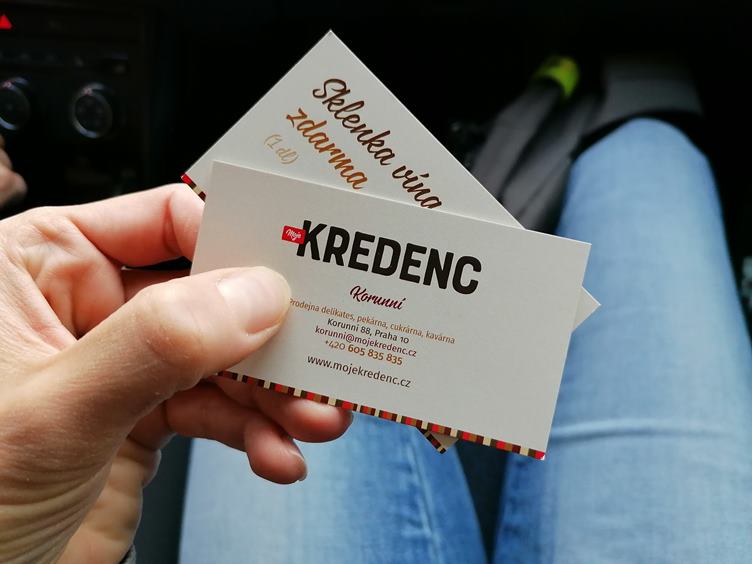 Sklenka vína
zdarma
(1 dl)
Moje
KREDENC
Korunní
Prodejna delikates, pekárna, cukrárna, kavárna
Korunní 88, Praha 10
korunni@mojekredenc.cz
+420 605 835 835
www.mojekredenc.cz